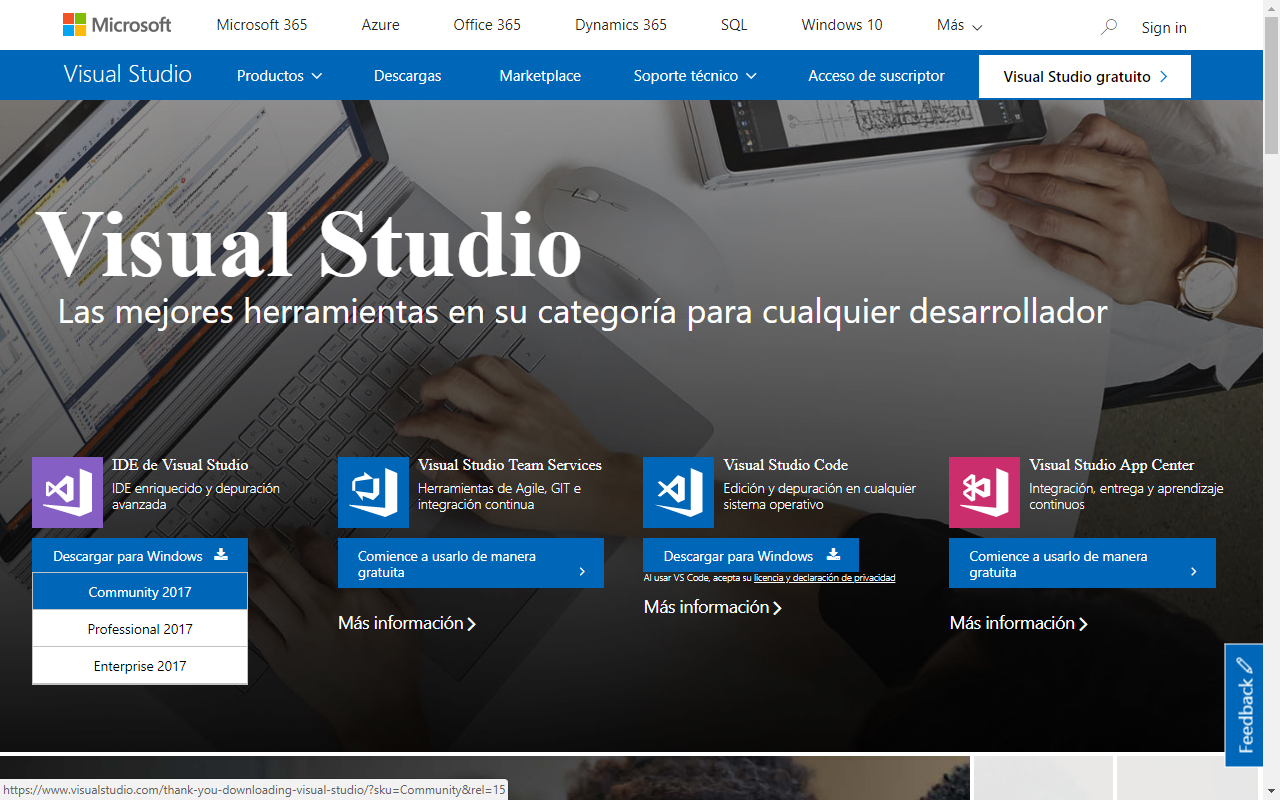 Microsoft
Microsoft 365
Azure
Office 365
Dynamics 365
SQL
Windows 10
Más
Sign in
Visual Studio
Productos
Descargas
Marketplace
Soporte técnico
Acceso de suscriptor
Visual Studio gratuito
Visual Studio
Las mejores herramientas en su categoría para cualquier desarrollador
IDE de Visual Studio
IDE enriquecido y depuración
avanzada
Descargar para Windows
Community 2017
Professional 2017
Enterprise 2017
Visual Studio Team Services
Herramientas de Agile, GIT e
integración continua
Comience a usarlo de manera
gratuita
Más información
Visual Studio Code
Edición y depuración en cualquier
sistema operativo
Descargar para Windows
Al usar VS Code, acepta su licencia y declaración de privacidad
Más información
Visual Studio App Center
Integración, entrega y aprendizaje
continuos
Comience a usarlo de manera
gratuita
Más información
Feedback
https://www.visualstudio.com/thank-you-downloading-visual-studio/?sku=Community&rel=15